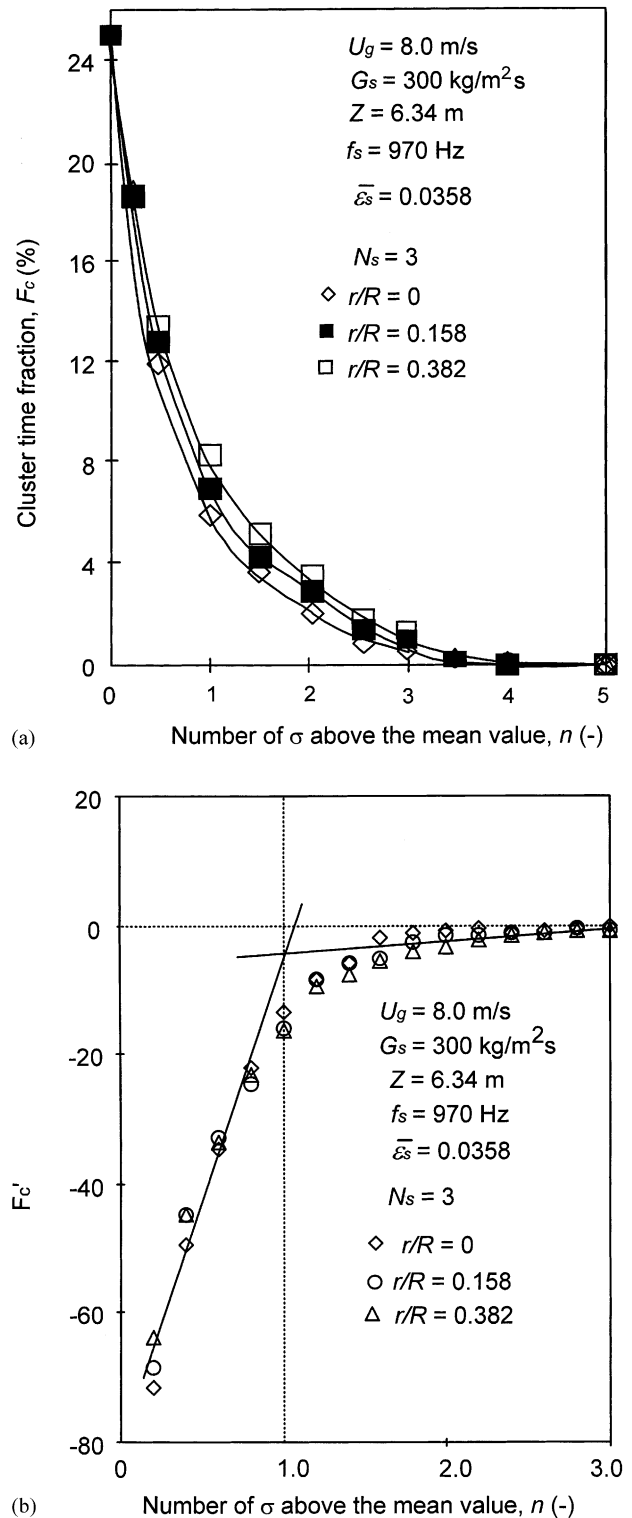 24
20
16
12
8
4
0
Cluster time fraction, Fc (%)
Ug = 8.0 m/s
Gs = 300 kg/m²s
Z = 6.34 m
fs = 970 Hz
ε̅s = 0.0358
Ns = 3
r/R = 0
r/R = 0.158
r/R = 0.382
0 1 2 3 4 5
(a) Number of σ above the mean value, n (-)
20
0
-20
-40
-60
-80
Fc'
Ug = 8.0 m/s
Gs = 300 kg/m²s
Z = 6.34 m
fs = 970 Hz
ε̅s = 0.0358
Ns = 3
r/R = 0
r/R = 0.158
r/R = 0.382
0 1.0 2.0 3.0
(b) Number of σ above the mean value, n (-)